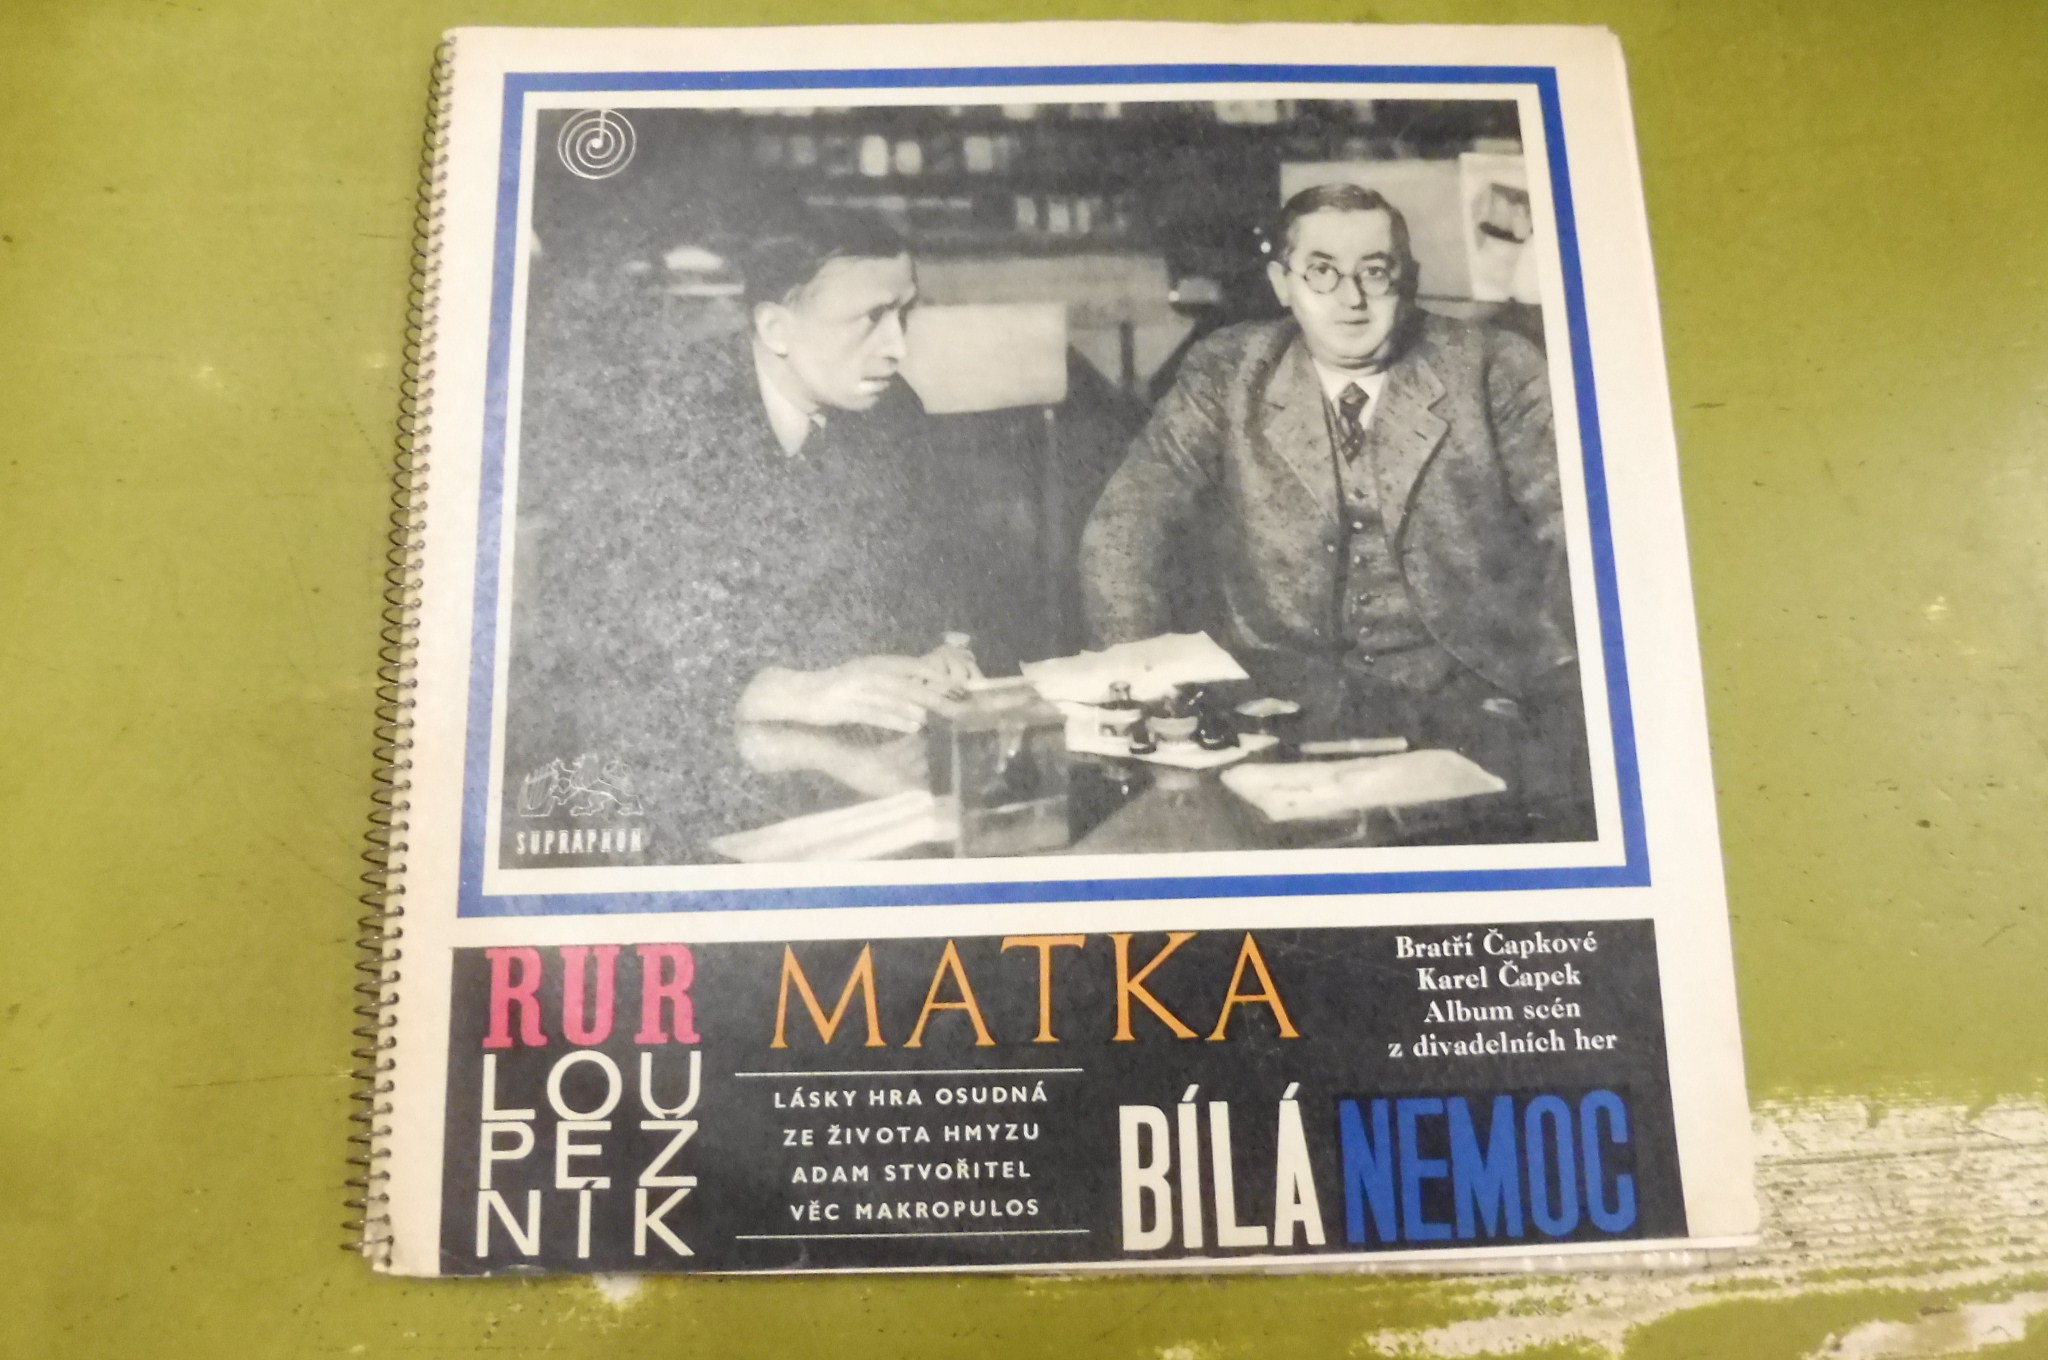 SUPRAPHON
RUR
LOU
PEŽ
NÍK
MATKA
LÁSKY HRA OSUDNÁ
ZE ŽIVOTA HMYZU
ADAM STVOŘITEL
VĚC MAKROPULOS
Bratří Čapkové
Karel Čapek
Album scén
z divadelních her
BÍLÁ NEMOC